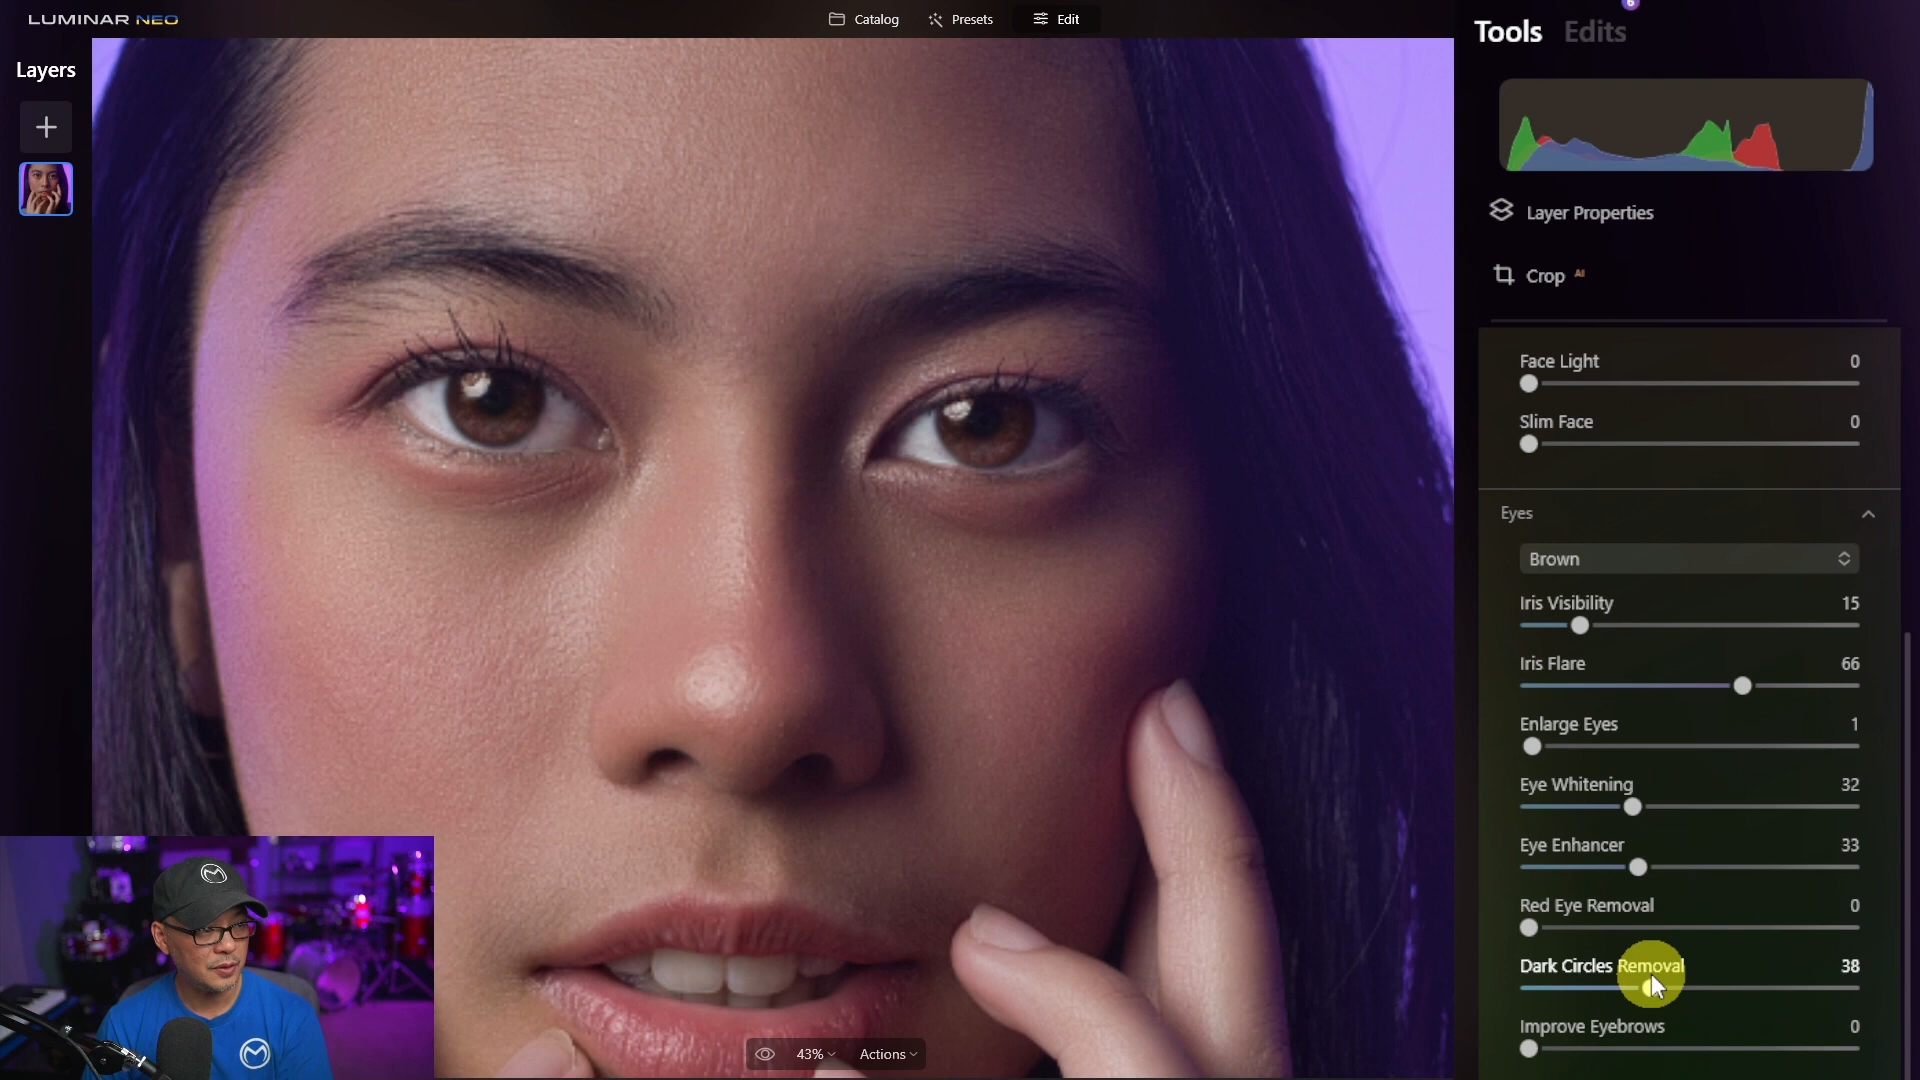 LUMINAR NEO
Catalog
Presets
Edit
6
Tools
Edits
Layers
Layer Properties
Crop AI
Face Light 0
Slim Face 0
Eyes
Brown
Iris Visibility 15
Iris Flare 66
Enlarge Eyes 1
Eye Whitening 32
Eye Enhancer 33
Red Eye Removal 0
Dark Circles Removal 38
Improve Eyebrows 0
43%
Actions